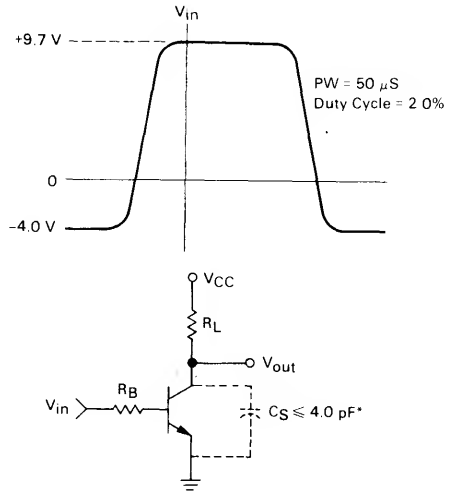 Vin
+9.7 V
PW = 50 μS
Duty Cycle = 2 0%
0
-4.0 V
VCC
RL
Vout
RB
Vin
CS ≤ 4.0 pF*